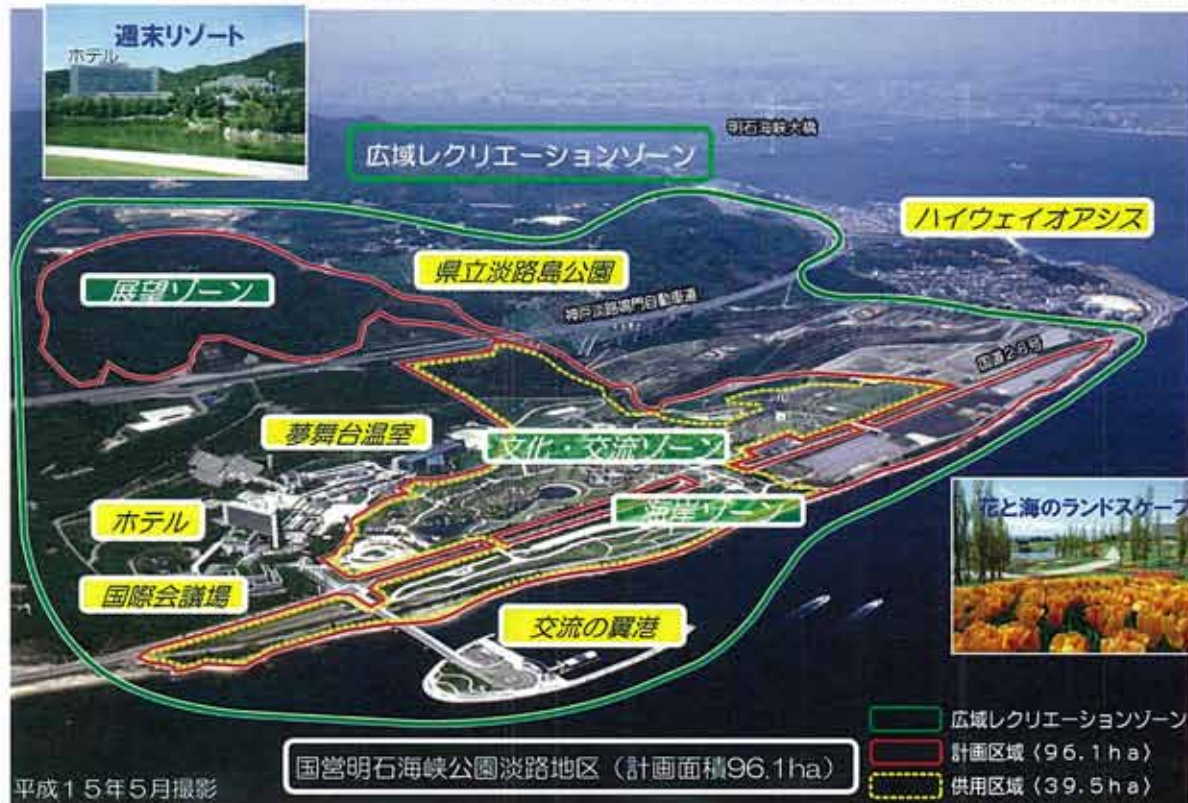 週末リゾート
ホテル
明石海峡大橋
広域レクリエーションゾーン
ハイウェイオアシス
県立淡路島公園
展望ゾーン
神戸淡路鳴門自動車道
国道28号
夢舞台温室
文化・交流ゾーン
海岸ゾーン
花と海のランドスケープ
ホテル
国際会議場
交流の翼港
広域レクリエーションゾーン
計画区域(96.1ha)
国営明石海峡公園淡路地区(計画面積96.1ha)
供用区域(39.5ha)
平成15年5月撮影